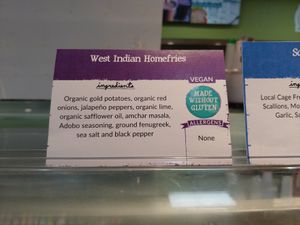 West Indian Homefries
ingredients
Organic gold potatoes, organic red
onions, jalapeño peppers, organic lime,
organic safflower oil, amchar masala,
Adobo seasoning, ground fenugreek,
sea salt and black pepper
VEGAN
MADE
WITHOUT
GLUTEN
ALLERGENS
None
Local Cage
Scallions,
Garlic,